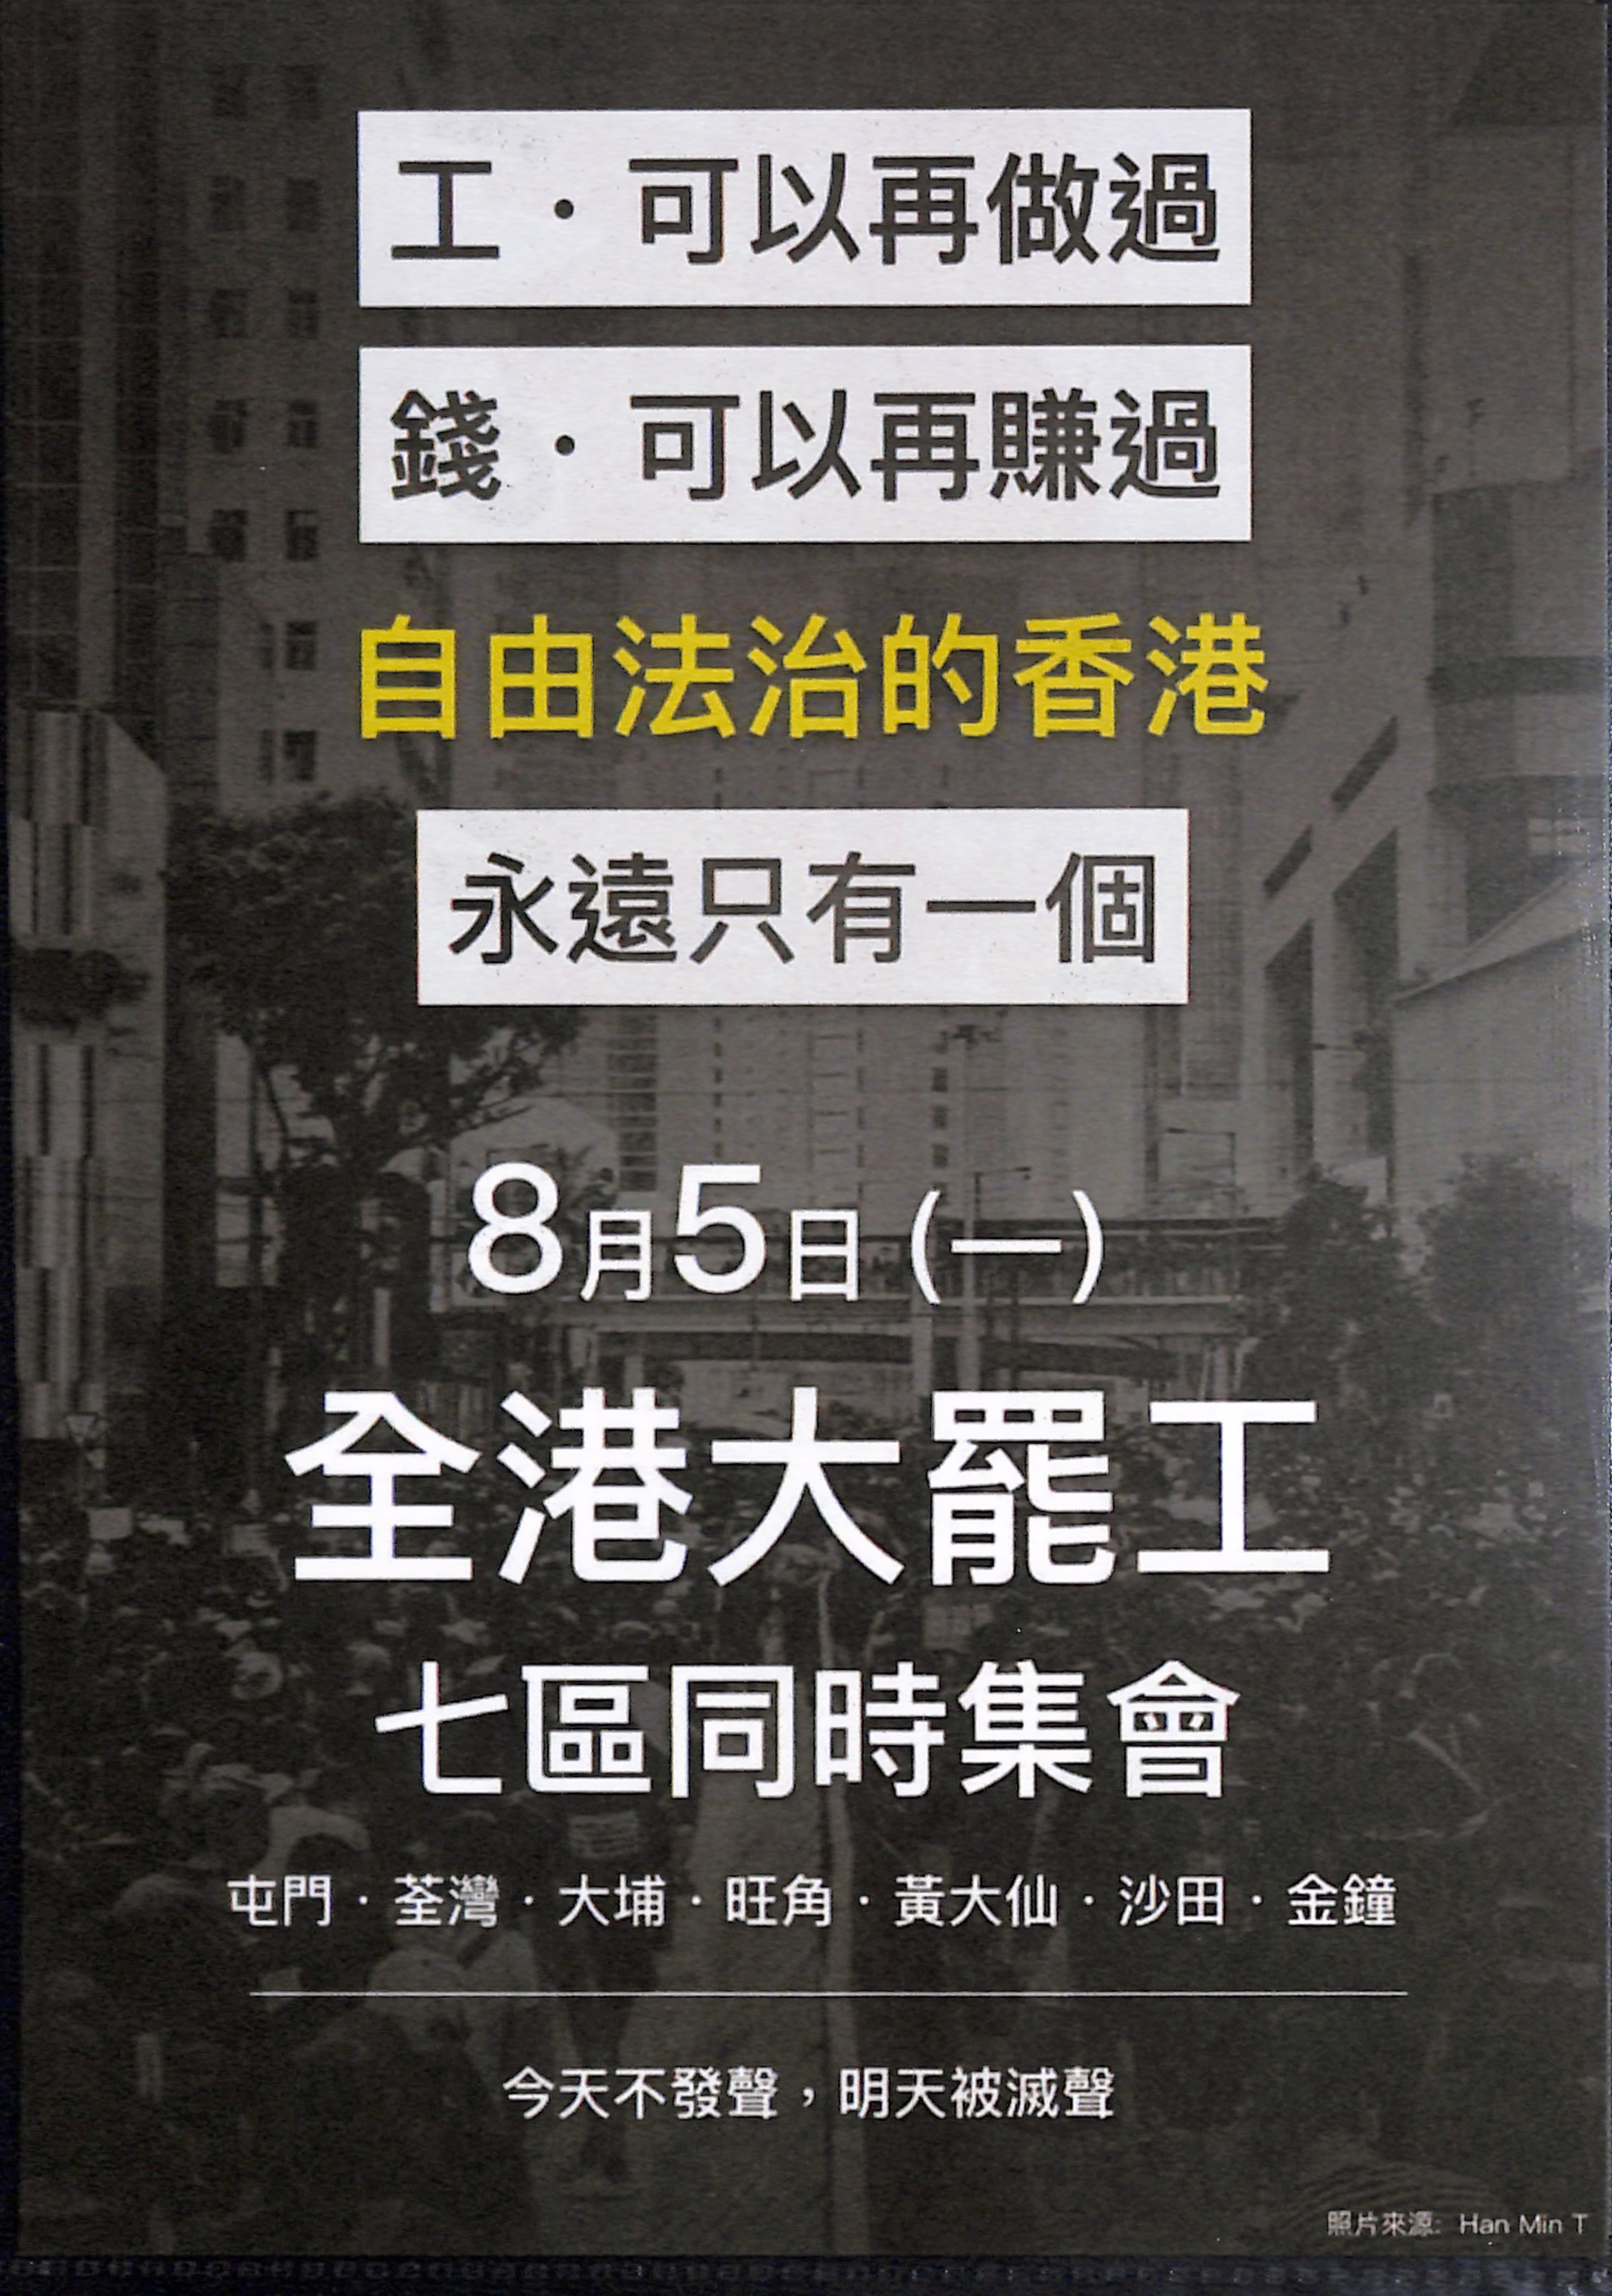 工·可以再做過
錢·可以再賺過
自由法治的香港
永遠只有一個
8月5日(一)
全港大罷工
七區同時集會
屯門·荃灣·大埔·旺角·黃大仙·沙田·金鐘
今天不發聲，明天被滅聲
照片來源: Han Min T